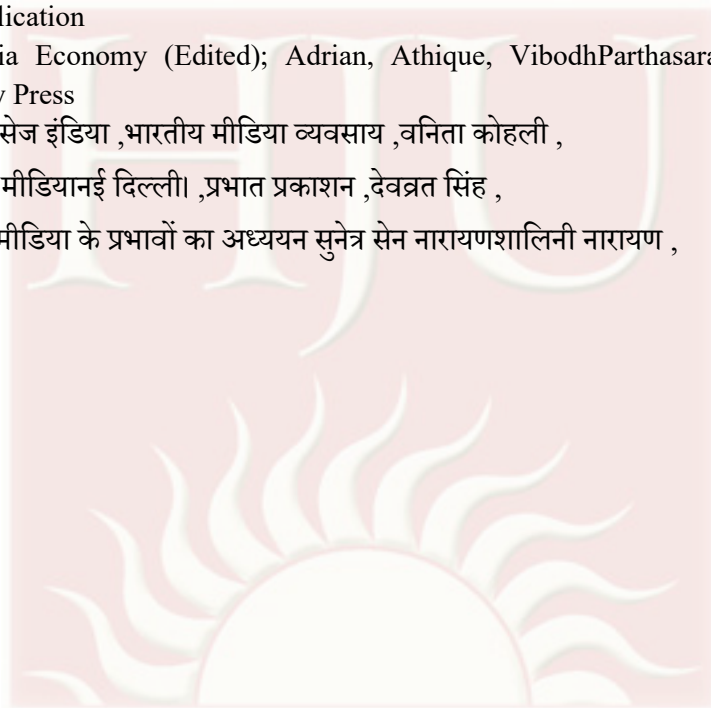 lication
ia Economy (Edited); Adrian, Athique, VibodhParthasara
y Press
सेज इंडिया ,भारतीय मीडिया व्यवसाय ,वनिता कोहली ,
मीडियानई दिल्ली। ,प्रभात प्रकाशन ,देवव्रत सिंह ,
मीडिया के प्रभावों का अध्ययन सुनेत्र सेन नारायणशालिनी नारायण ,
HJU